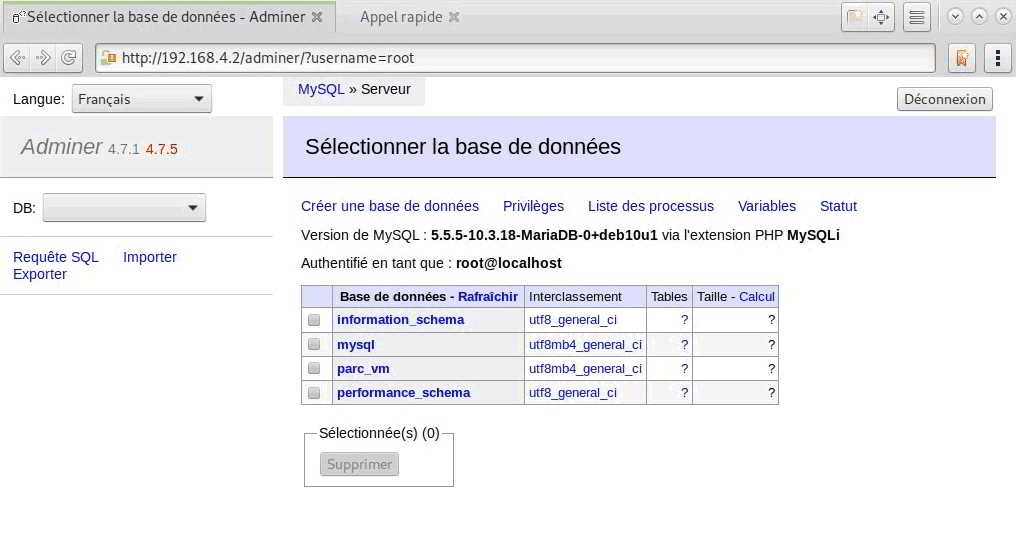 Sélectionner la base de données - Adminer
Appel rapide
http://192.168.4.2/adminer/?username=root
Langue: Français
MySQL » Serveur
Déconnexion
Adminer 4.7.1 4.7.5
Sélectionner la base de données
DB:
Créer une base de données Privilèges Liste des processus Variables Statut
Version de MySQL : 5.5.5-10.3.18-MariaDB-0+deb10u1 via l'extension PHP MySQLi
Requête SQL Importer
Exporter
Authentifié en tant que : root@localhost
Base de données - Rafraîchir Interclassement Tables Taille - Calcul
information_schema utf8_general_ci ? ?
mysql utf8mb4_general_ci ? ?
parc_vm utf8mb4_general_ci ? ?
performance_schema utf8_general_ci ? ?
Sélectionnée(s) (0)
Supprimer